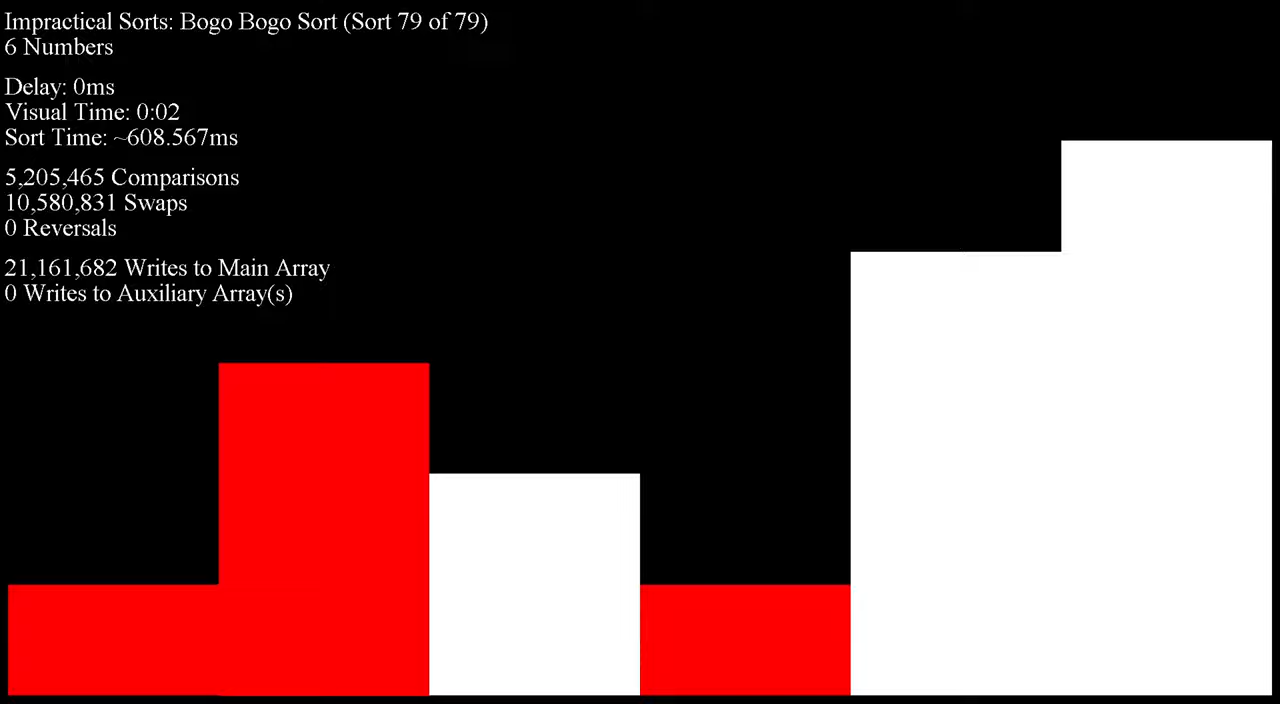 Impractical Sorts: Bogo Bogo Sort (Sort 79 of 79)
6 Numbers
Delay: 0ms
Visual Time: 0:02
Sort Time: ~608.567ms
5,205,465 Comparisons
10,580,831 Swaps
0 Reversals
21,161,682 Writes to Main Array
0 Writes to Auxiliary Array(s)